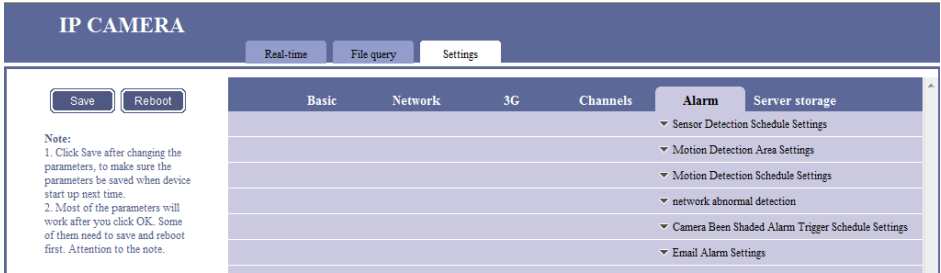 IP CAMERA
Real-time File query Settings
Save Reboot
Note:
1. Click Save after changing the
parameters, to make sure the
parameters be saved when device
start up next time.
2. Most of the parameters will
work after you click OK. Some
of them need to save and reboot
first. Attention to the note.
Basic Network 3G Channels Alarm Server storage
Sensor Detection Schedule Settings
Motion Detection Area Settings
Motion Detection Schedule Settings
network abnormal detection
Camera Been Shaded Alarm Trigger Schedule Settings
Email Alarm Settings